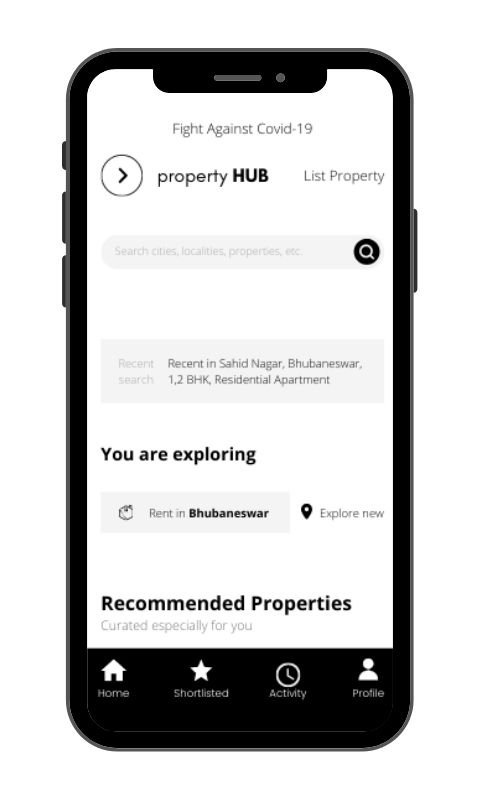 Fight Against Covid-19
property HUB
List Property
Search cities, localities, properties, etc.
Recent
search
Recent in Sahid Nagar, Bhubaneswar,
1,2 BHK, Residential Apartment
You are exploring
Rent in Bhubaneswar
Explore new
Recommended Properties
Curated especially for you
Home
Shortlisted
Activity
Profile